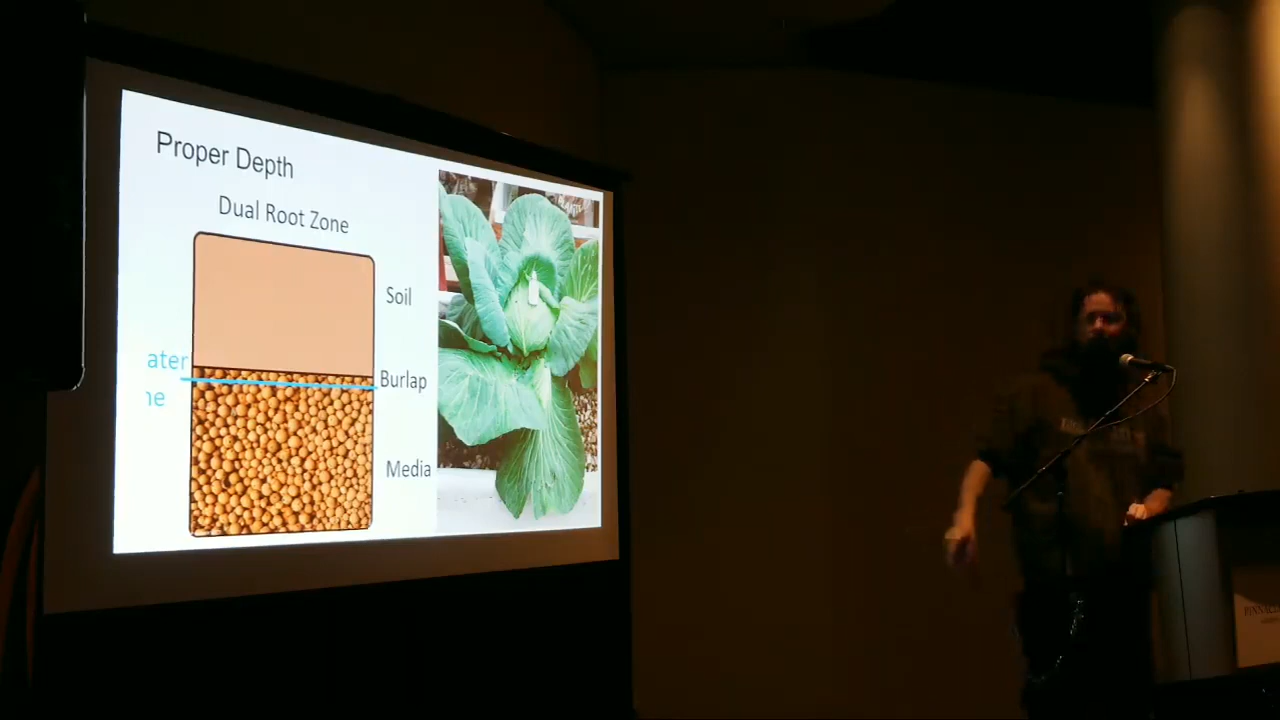 Proper Depth
Dual Root Zone
Soil
ater
ne
Burlap
Media